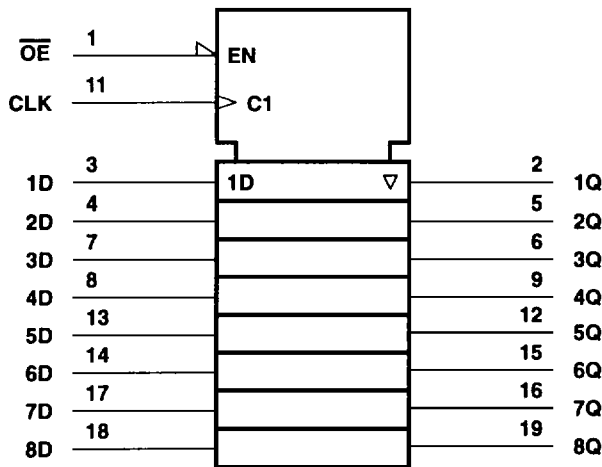 O̅E̅ 1 EN
CLK 11 C1
1D 3 1D ▽ 2 1Q
2D 4 5 2Q
3D 7 6 3Q
4D 8 9 4Q
5D 13 12 5Q
6D 14 15 6Q
7D 17 16 7Q
8D 18 19 8Q